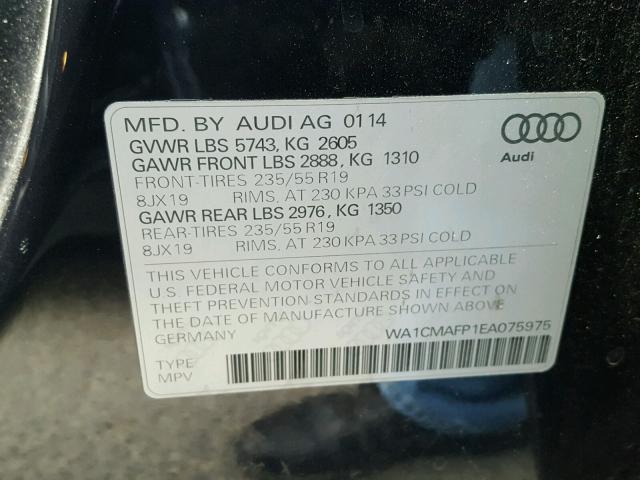 MFD. BY AUDI AG 01 14
GVWR LBS 5743, KG 2605
GAWR FRONT LBS 2888, KG 1310
FRONT-TIRES 235/55 R19
8JX19 RIMS, AT 230 KPA 33 PSI COLD
GAWR REAR LBS 2976, KG 1350
REAR-TIRES 235/55 R19
8JX19 RIMS, AT 230 KPA 33 PSI COLD
Audi
THIS VEHICLE CONFORMS TO ALL APPLICABLE
U.S. FEDERAL MOTOR VEHICLE SAFETY AND
THEFT PREVENTION STANDARDS IN EFFECT ON
THE DATE OF MANUFACTURE SHOWN ABOVE
GERMANY WA1CMAFP1EA075975
TYPE:
MPV